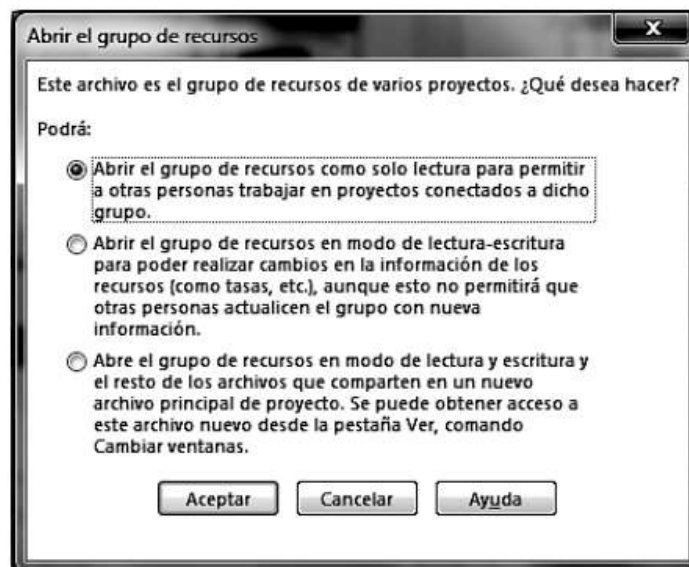 Abrir el grupo de recursos
Este archivo es el grupo de recursos de varios proyectos. ¿Qué desea hacer?
Podrá:
Abrir el grupo de recursos como solo lectura para permitir
a otras personas trabajar en proyectos conectados a dicho
grupo.
Abrir el grupo de recursos en modo de lectura-escritura
para poder realizar cambios en la información de los
recursos (como tasas, etc.), aunque esto no permitirá que
otras personas actualicen el grupo con nueva
información.
Abre el grupo de recursos en modo de lectura y escritura y
el resto de los archivos que comparten en un nuevo
archivo principal de proyecto. Se puede obtener acceso a
este archivo nuevo desde la pestaña Ver, comando
Cambiar ventanas.
Aceptar Cancelar Ayuda